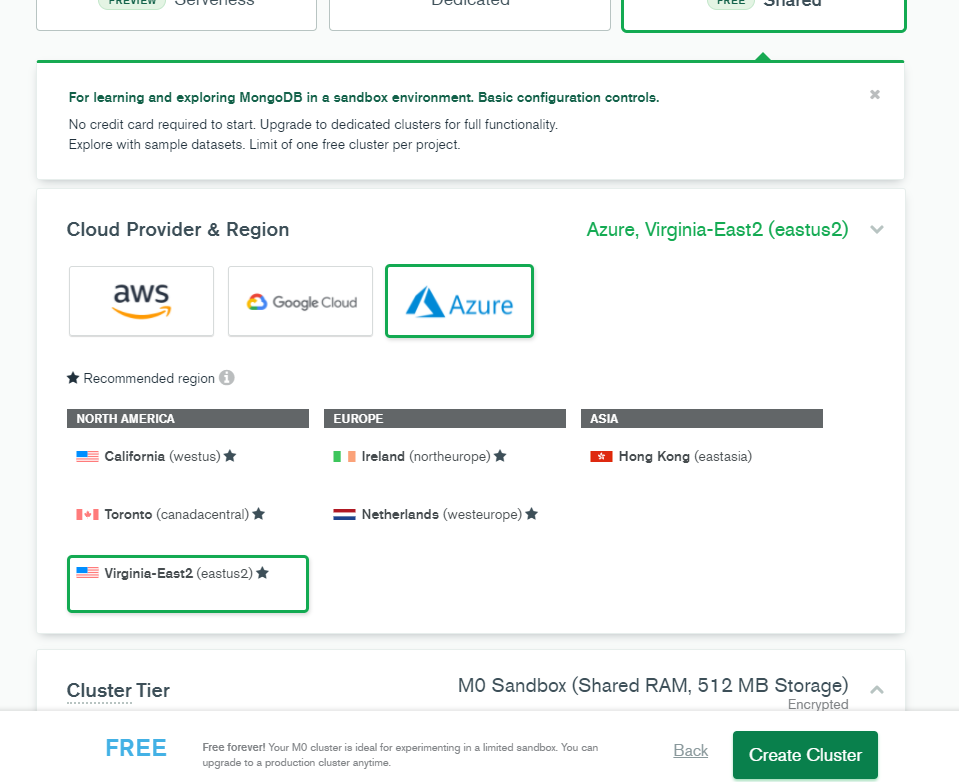 PREVIEW Serverless
Dedicated
FREE Shared
For learning and exploring MongoDB in a sandbox environment. Basic configuration controls.
No credit card required to start. Upgrade to dedicated clusters for full functionality.
Explore with sample datasets. Limit of one free cluster per project.
Cloud Provider & Region
Azure, Virginia-East2 (eastus2)
aws
Google Cloud
Azure
★ Recommended region
NORTH AMERICA
California (westus) ★
Toronto (canadacentral) ★
Virginia-East2 (eastus2) ★
EUROPE
Ireland (northeurope) ★
Netherlands (westeurope) ★
ASIA
Hong Kong (eastasia)
Cluster Tier
M0 Sandbox (Shared RAM, 512 MB Storage)
Encrypted
FREE
Free forever! Your M0 cluster is ideal for experimenting in a limited sandbox. You can
upgrade to a production cluster anytime.
Back
Create Cluster